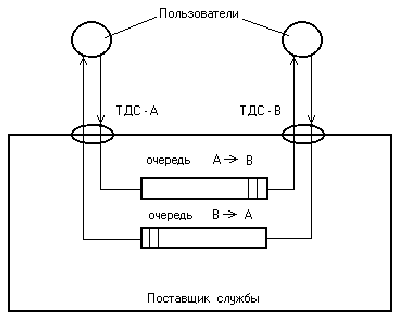 Пользователи
ТДС-А ТДС-В
очередь А → В
очередь В → А
Поставщик службы